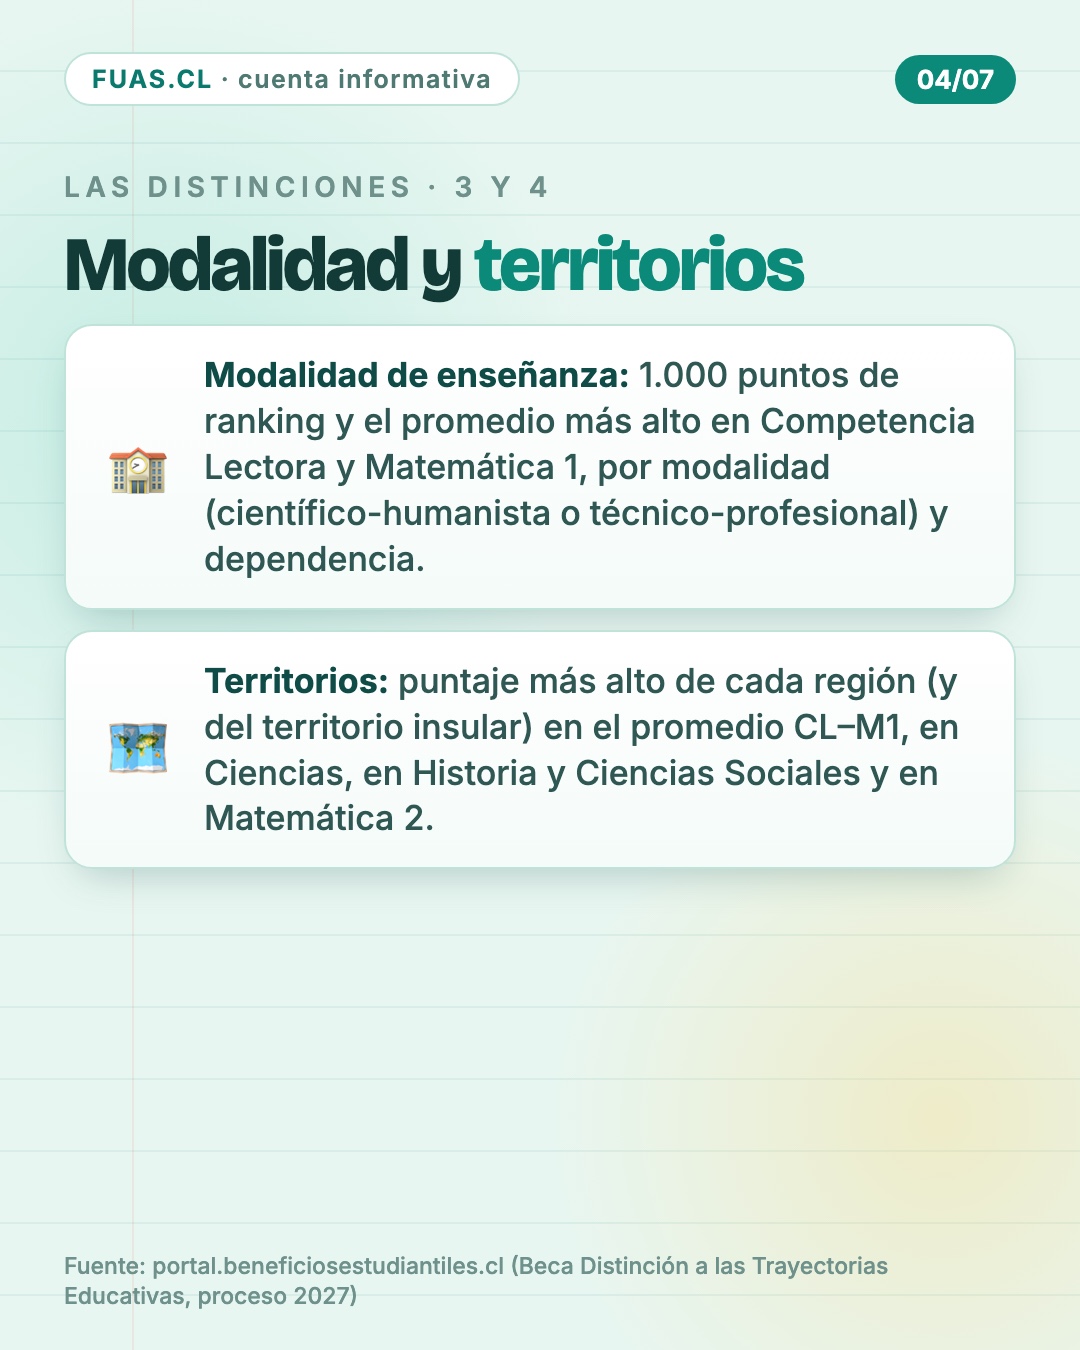 FUAS.CL · cuenta informativa
04/07
LAS DISTINCIONES · 3 Y 4
Modalidad y territorios
Modalidad de enseñanza: 1.000 puntos de
ranking y el promedio más alto en Competencia
Lectora y Matemática 1, por modalidad
(científico-humanista o técnico-profesional) y
dependencia.
Territorios: puntaje más alto de cada región (y
del territorio insular) en el promedio CL–M1, en
Ciencias, en Historia y Ciencias Sociales y en
Matemática 2.
Fuente: portal.beneficiosestudiantiles.cl (Beca Distinción a las Trayectorias
Educativas, proceso 2027)